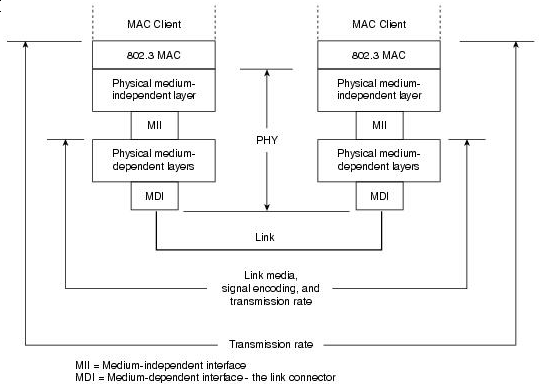 MAC Client
MAC Client
802.3 MAC
802.3 MAC
Physical medium-
independent layer
Physical medium-
independent layer
MII
PHY
MII
Physical medium-
dependent layers
Physical medium-
dependent layers
MDI
MDI
Link
Link media,
signal encoding, and
transmission rate
Transmission rate
MII = Medium-independent interface
MDI = Medium-dependent interface - the link connector